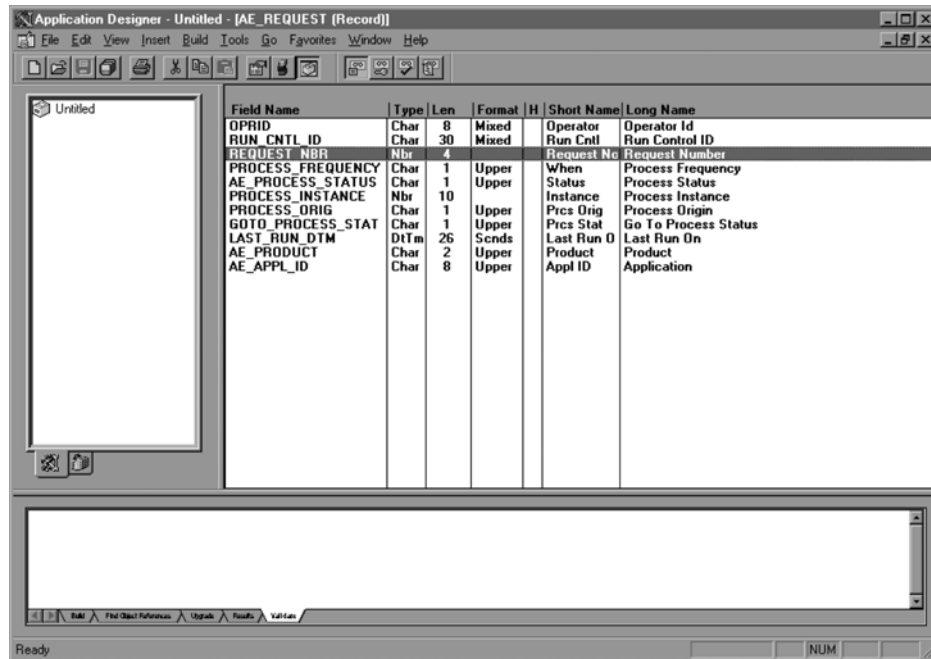 Application Designer - Untitled - [AE_REQUEST (Record)]
File Edit View Insert Build Tools Go Favorites Window Help
Untitled
Field Name Type Len Format H Short Name Long Name
OPRID Char 8 Mixed Operator Operator Id
RUN_CNTL_ID Char 30 Mixed Run Cntl Run Control ID
REQUEST_NBR Nbr 4 Request No Request Number
PROCESS_FREQUENCY Char 1 Upper When Process Frequency
AE_PROCESS_STATUS Char 1 Upper Status Process Status
PROCESS_INSTANCE Nbr 10 Instance Process Instance
PROCESS_ORIG Char 1 Upper Prcs Orig Process Origin
GOTO_PROCESS_STAT Char 1 Upper Prcs Stat Go To Process Status
LAST_RUN_DTM DtTm 26 Scnds Last Run O Last Run On
AE_PRODUCT Char 2 Upper Product Product
AE_APPL_ID Char 8 Upper Appl ID Application
Build Find Object References Upgrade Results Validate
Ready NUM